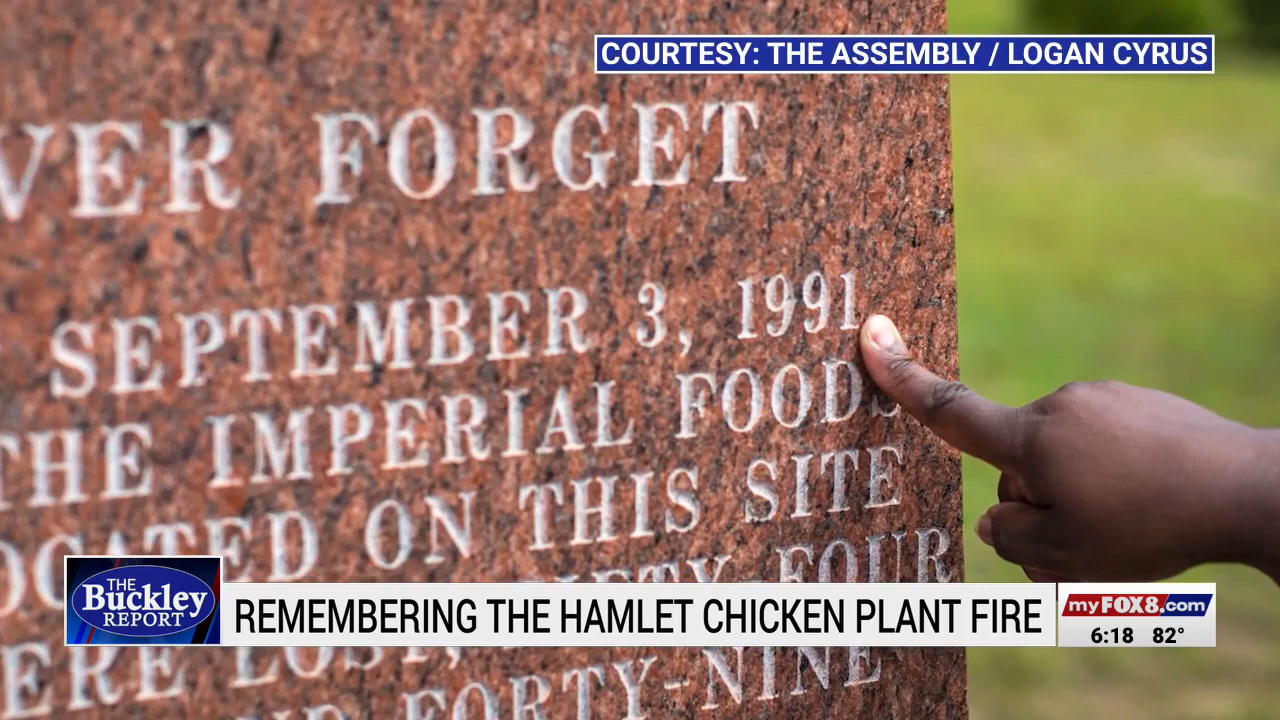 COURTESY: THE ASSEMBLY / LOGAN CYRUS
VER FORGET
SEPTEMBER 3, 1991
THE IMPERIAL FOODS
OCATED ON THIS SITE
FIFTY-FOUR
ERE LOST,
FORTY-NINE
THE
Buckley
REPORT
REMEMBERING THE HAMLET CHICKEN PLANT FIRE
myFOX8.com
6:18 82°